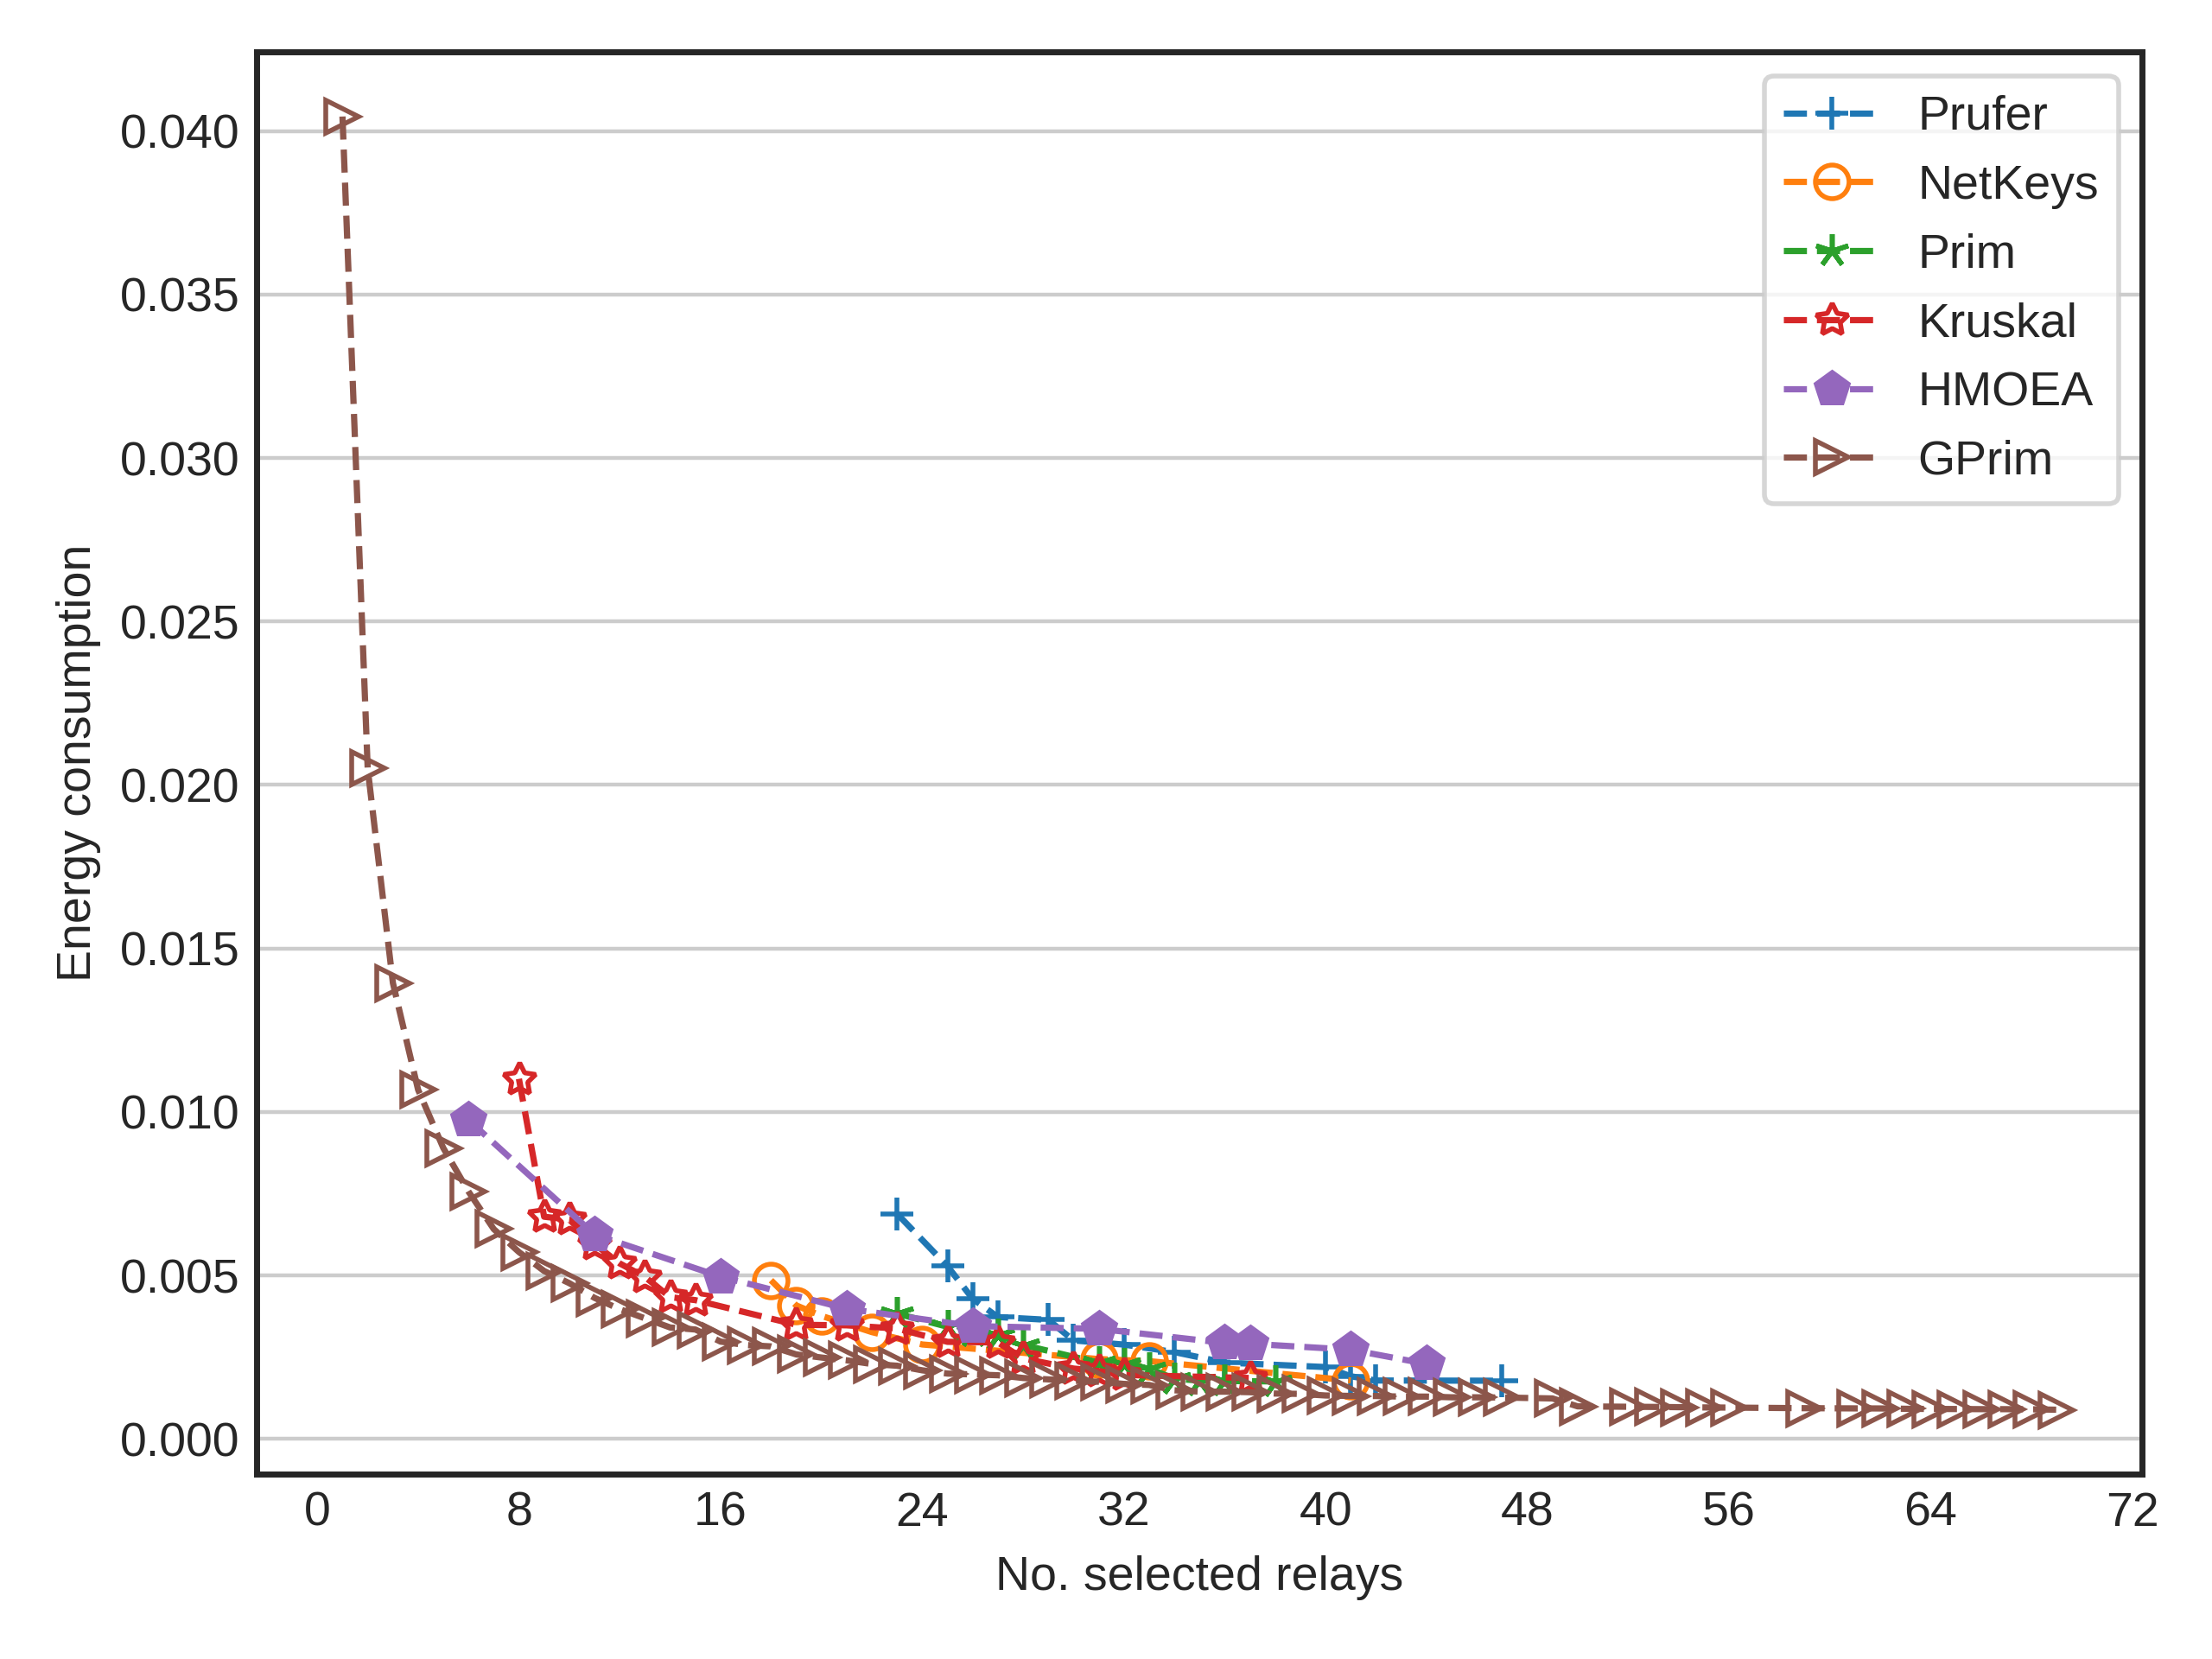 Prufer
NetKeys
Prim
Kruskal
HMOEA
GPrim
Energy consumption
0.040
0.035
0.030
0.025
0.020
0.015
0.010
0.005
0.000
0 8 16 24 32 40 48 56 64 72
No. selected relays